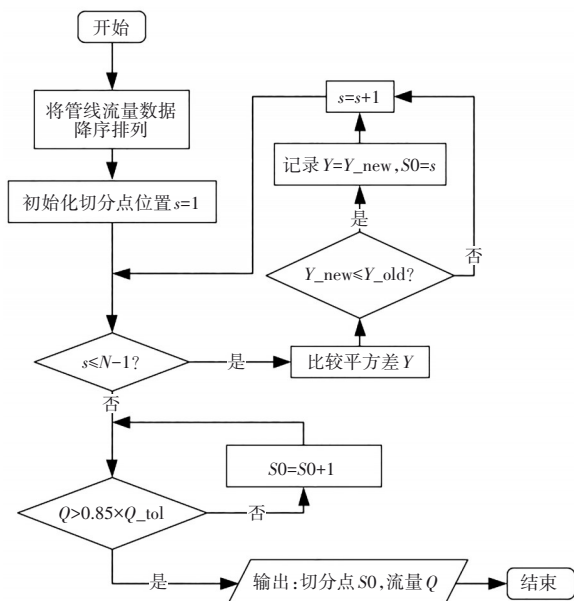 开始
将管线流量数据
降序排列
初始化切分点位置s=1
s=s+1
记录Y=Y_new,S0=s
是
否
Y_new≤Y_old?
s≤N-1?
是
比较平方差Y
否
S0=S0+1
Q>0.85×Q_tol
否
是
输出:切分点S0,流量Q
结束